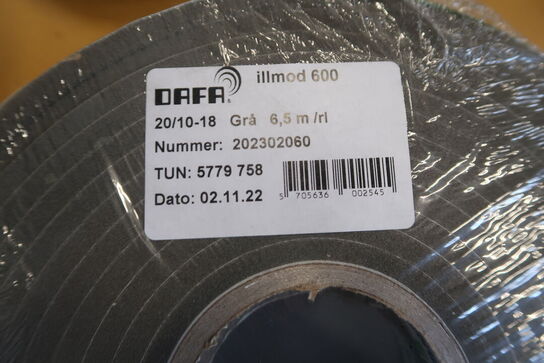 illmod 600
DAFA®
20/10-18 Grå 6,5 m /rl
Nummer: 202302060
TUN: 5779 758
Dato: 02.11.22
5 705636 002545